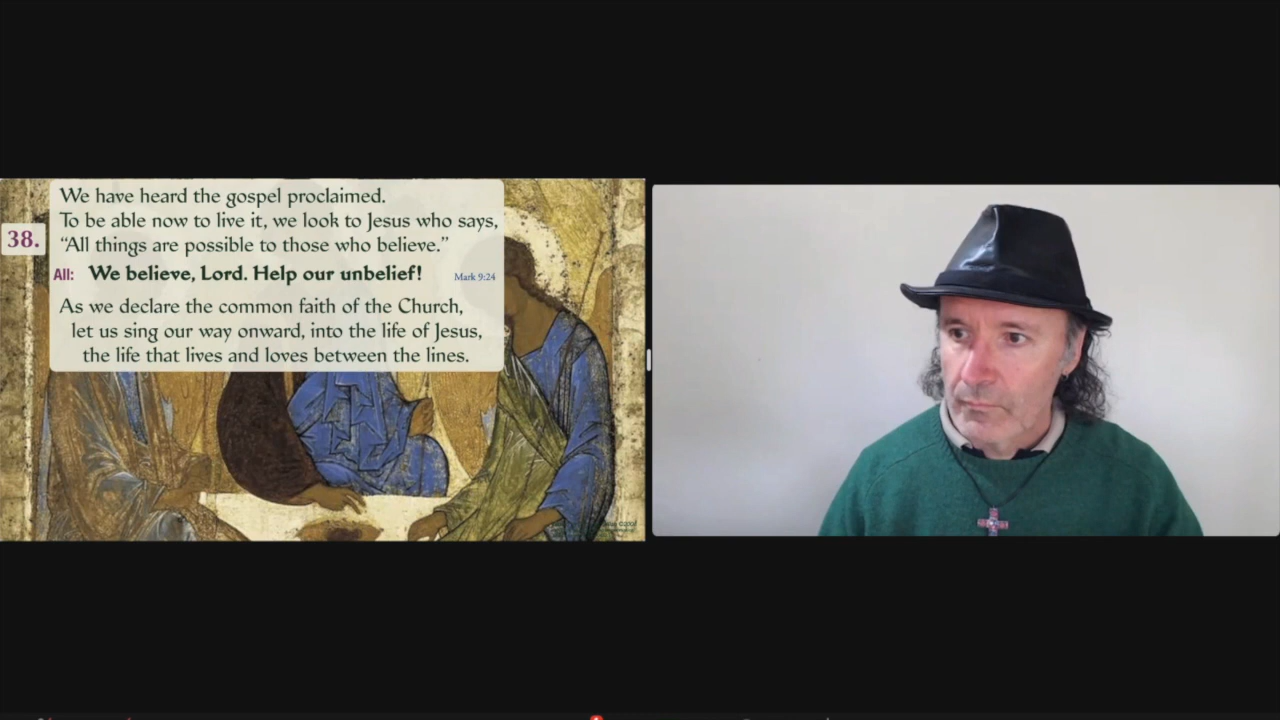 We have heard the gospel proclaimed.
To be able now to live it, we look to Jesus who says,
38.
“All things are possible to those who believe.”
All: We believe, Lord. Help our unbelief! Mark 9:24
As we declare the common faith of the Church,
let us sing our way onward, into the life of Jesus,
the life that lives and loves between the lines.